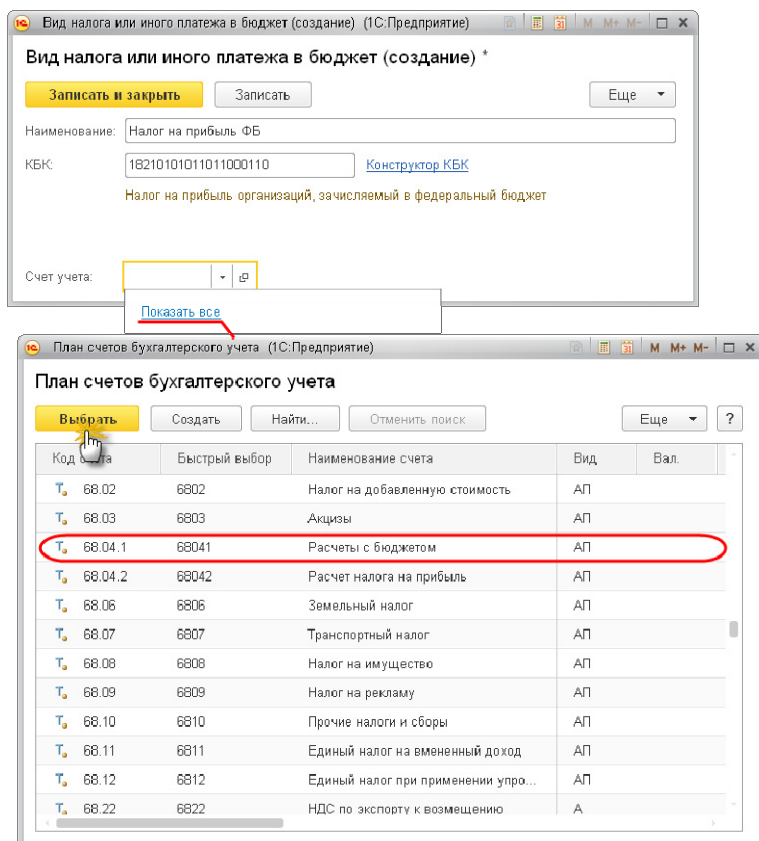 Вид налога или иного платежа в бюджет (создание) (1С:Предприятие) M M+ M-
Вид налога или иного платежа в бюджет (создание) *
Записать и закрыть Записать Еще
Наименование: Налог на прибыль ФБ
КБК: 18210101011011000110 Конструктор КБК
Налог на прибыль организаций, зачисляемый в федеральный бюджет
Счет учета:
Показать все
План счетов бухгалтерского учета (1С:Предприятие) M M+ M-
План счетов бухгалтерского учета
Выбрать Создать Найти... Отменить поиск Еще ?
Код счета Быстрый выбор Наименование счета Вид Вал.
68.02 6802 Налог на добавленную стоимость АП
68.03 6803 Акцизы АП
68.04.1 68041 Расчеты с бюджетом АП
68.04.2 68042 Расчет налога на прибыль АП
68.06 6806 Земельный налог АП
68.07 6807 Транспортный налог АП
68.08 6808 Налог на имущество АП
68.09 6809 Налог на рекламу АП
68.10 6810 Прочие налоги и сборы АП
68.11 6811 Единый налог на вмененный доход АП
68.12 6812 Единый налог при применении упро... АП
68.22 6822 НДС по экспорту к возмещению А